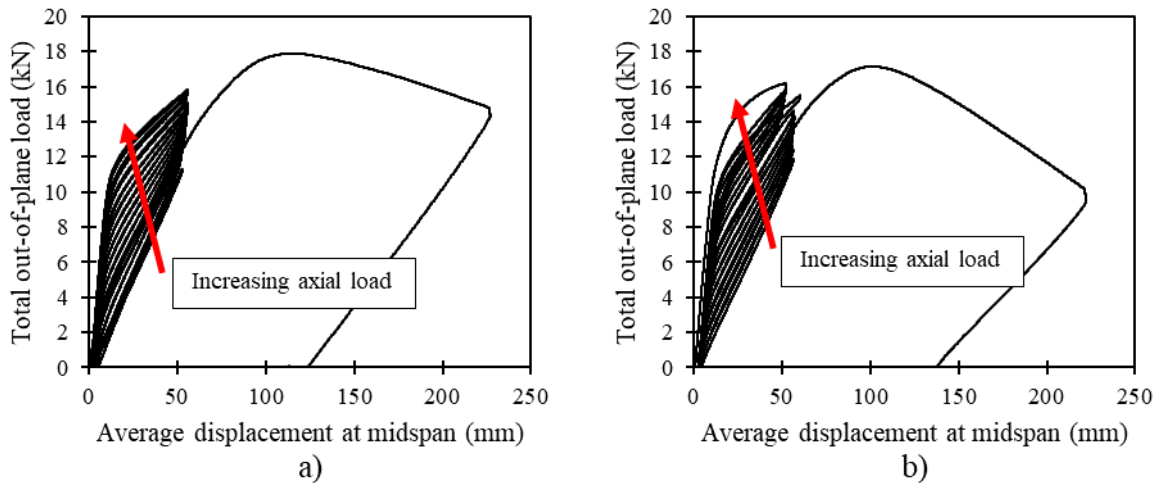 Total out-of-plane load (kN)
20
18
16
14
12
10
8
6
4
2
0
Increasing axial load
0 50 100 150 200 250
Average displacement at midspan (mm)
a)
Total out-of-plane load (kN)
20
18
16
14
12
10
8
6
4
2
0
Increasing axial load
0 50 100 150 200 250
Average displacement at midspan (mm)
b)